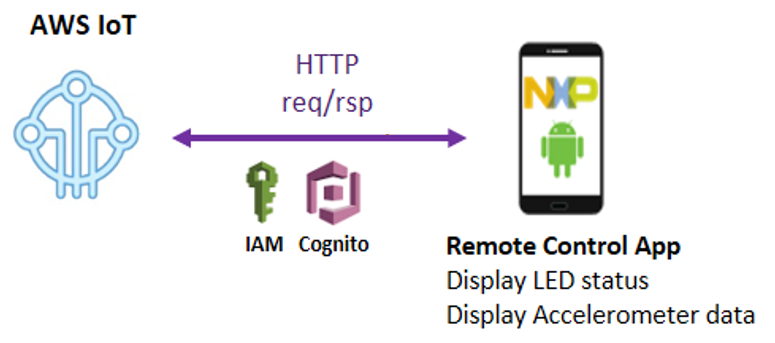 AWS IoT
HTTP
req/rsp
NXP
IAM Cognito
Remote Control App
Display LED status
Display Accelerometer data